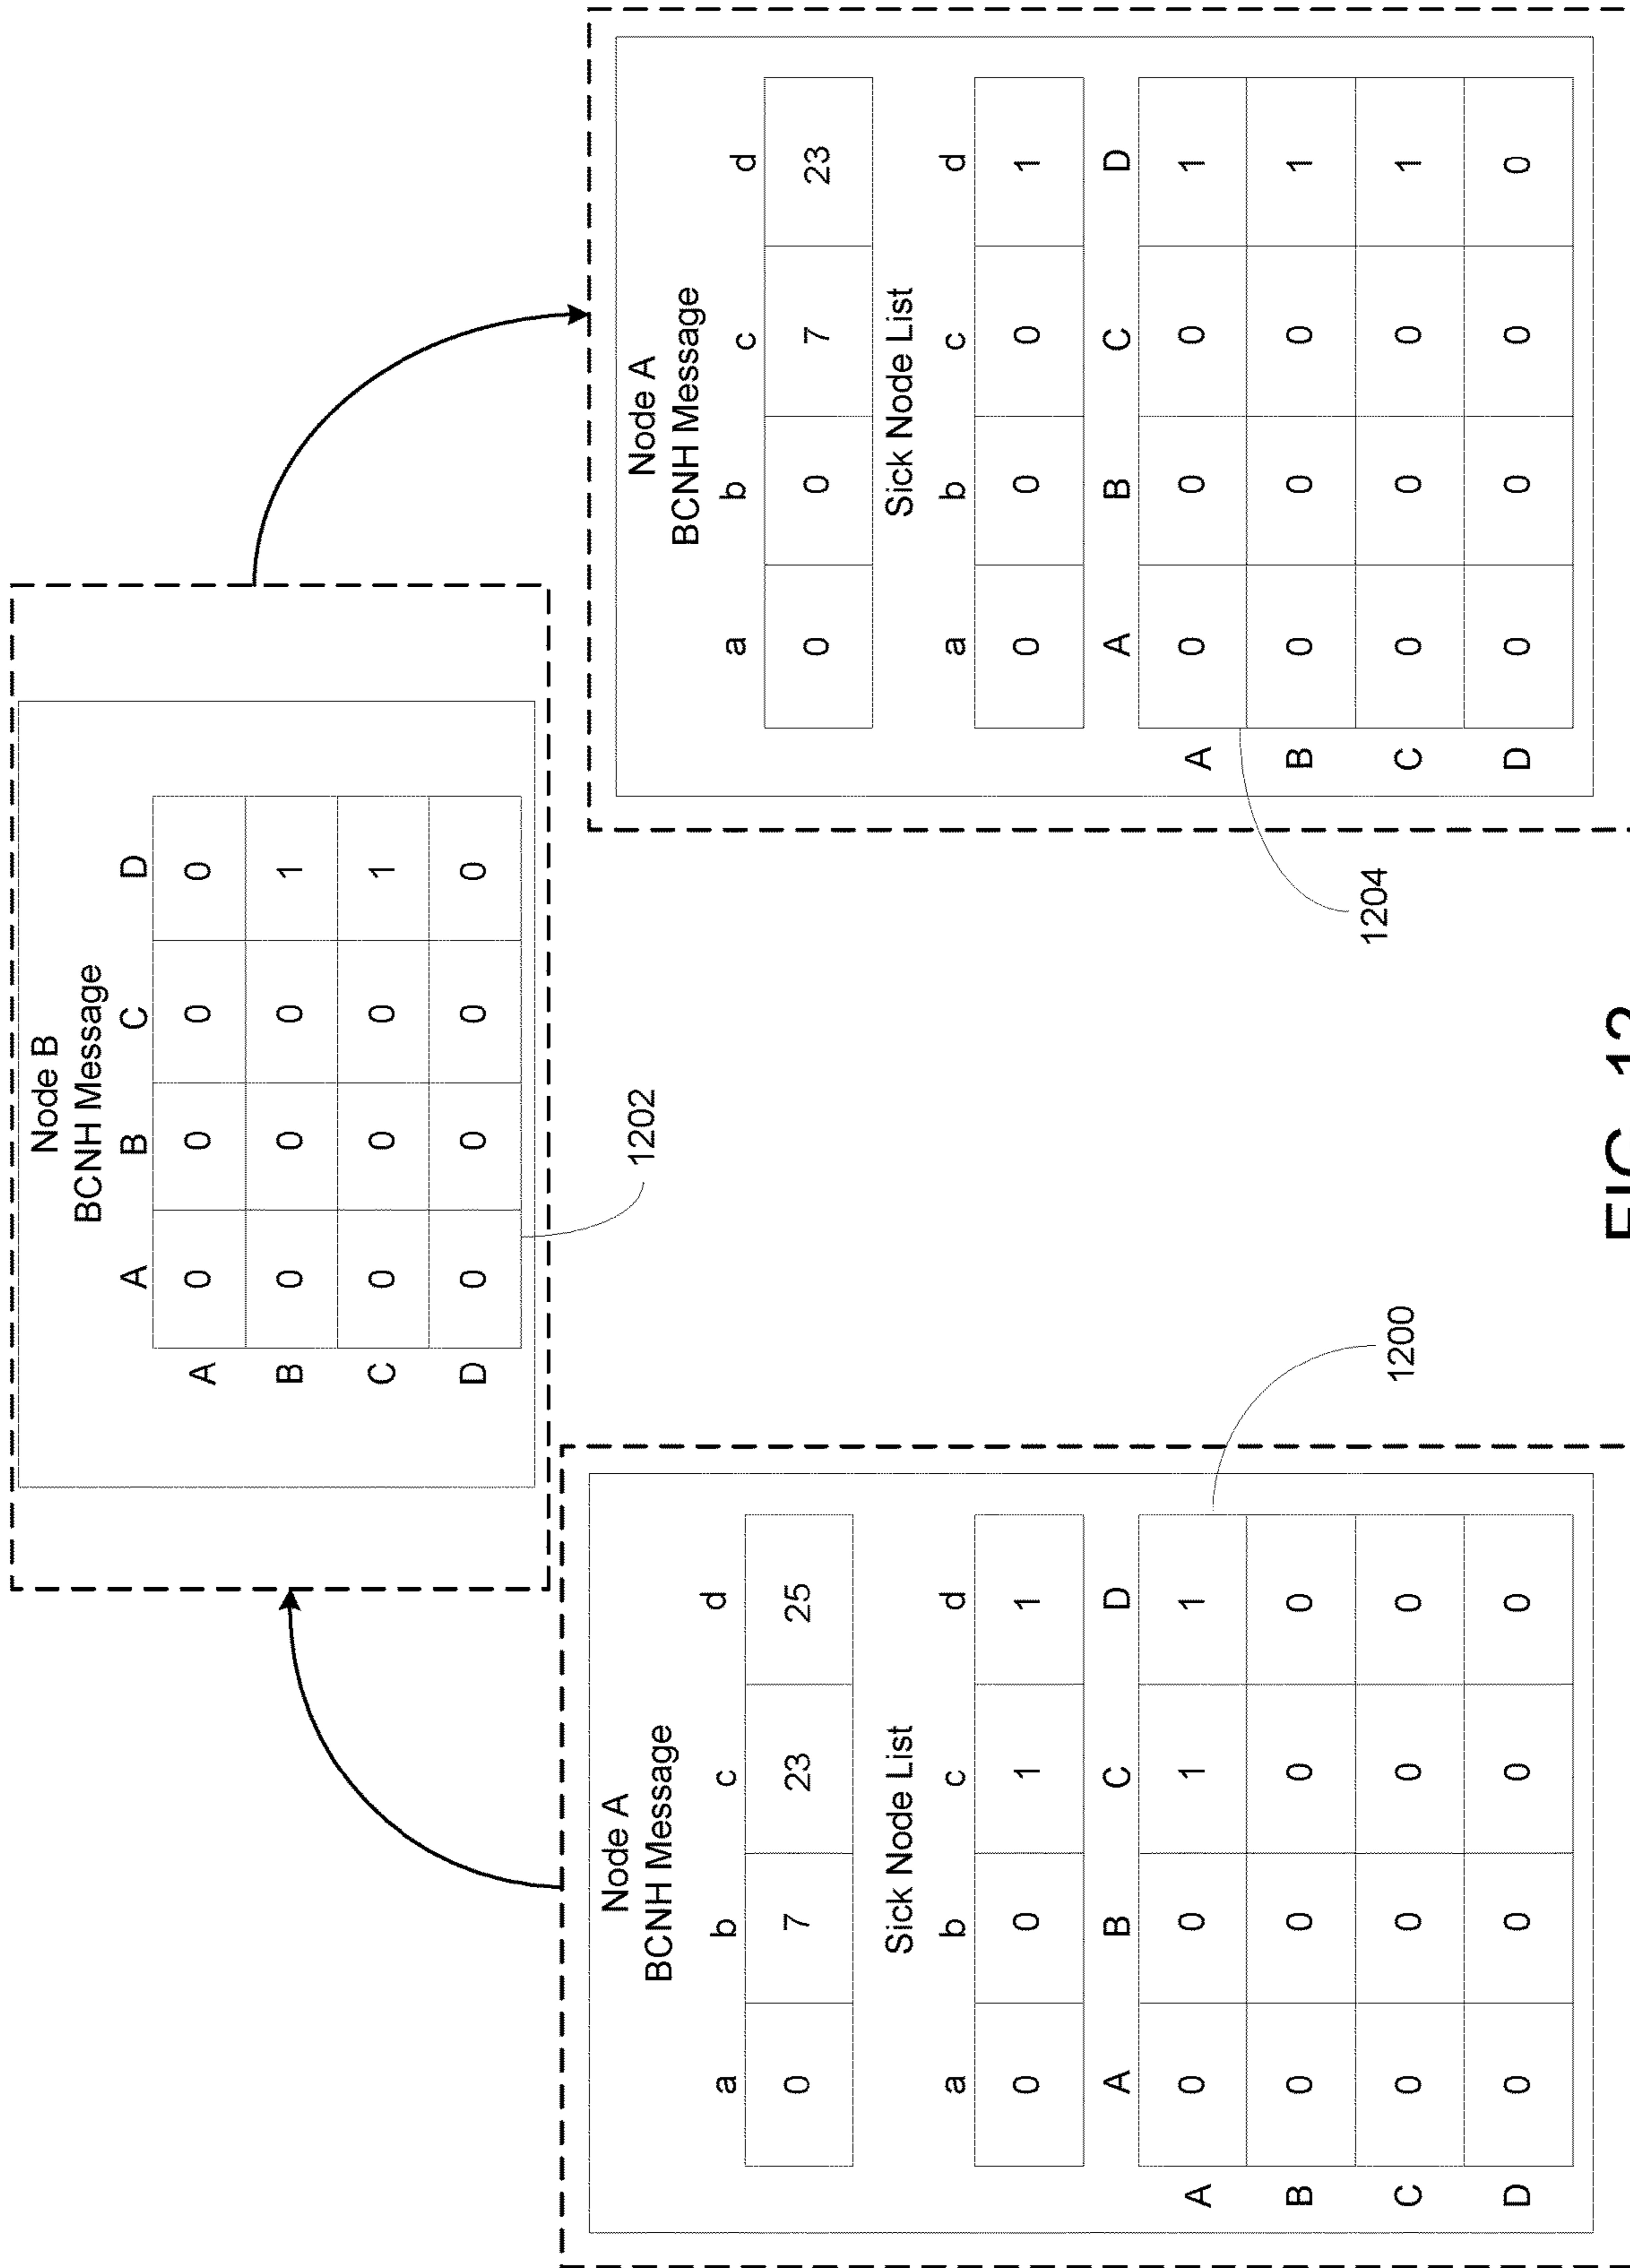 Node B
BCNH Message
A B C D
A 0 0 0 0
B 0 0 0 1
C 0 0 0 1
D 0 0 0 0
1202
Node A
BCNH Message
a b c d
0 7 23 25
Sick Node List
a b c d
0 0 1 1
A B C D
A 0 0 1 1
B 0 0 0 0
C 0 0 0 0
D 0 0 0 0
1200
Node A
BCNH Message
a b c d
0 0 7 23
Sick Node List
a b c d
0 0 0 1
A B C D
A 0 0 0 1
B 0 0 0 1
C 0 0 0 1
D 0 0 0 0
1204
FIG. 12